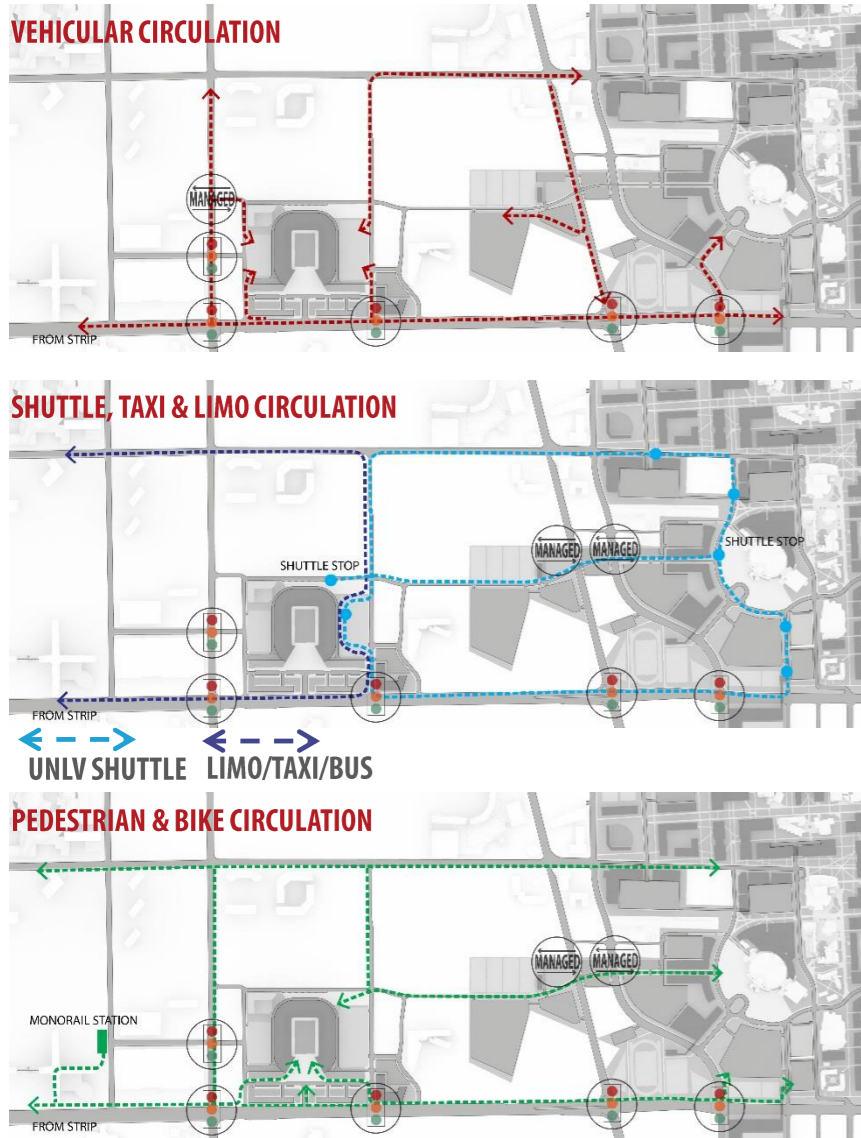 VEHICULAR CIRCULATION
MANAGED
FROM STRIP
SHUTTLE, TAXI & LIMO CIRCULATION
MANAGED MANAGED
SHUTTLE STOP
SHUTTLE STOP
FROM STRIP
UNLV SHUTTLE LIMO/TAXI/BUS
PEDESTRIAN & BIKE CIRCULATION
MANAGED MANAGED
MONORAIL STATION
FROM STRIP